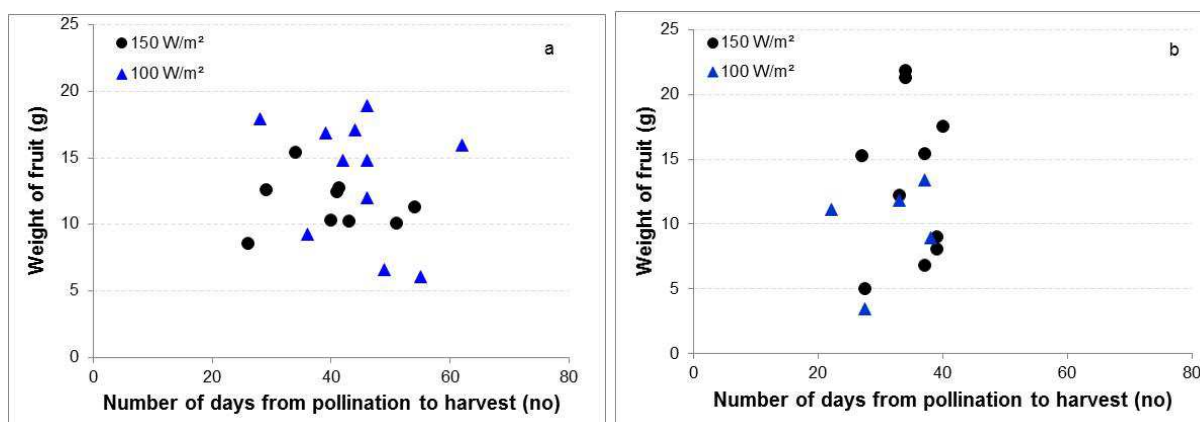 25
20
15
10
5
0
Weight of fruit (g)
150 W/m²
100 W/m²
a
0 20 40 60 80
Number of days from pollination to harvest (no)
25
20
15
10
5
0
Weight of fruit (g)
150 W/m²
100 W/m²
b
0 20 40 60 80
Number of days from pollination to harvest (no)